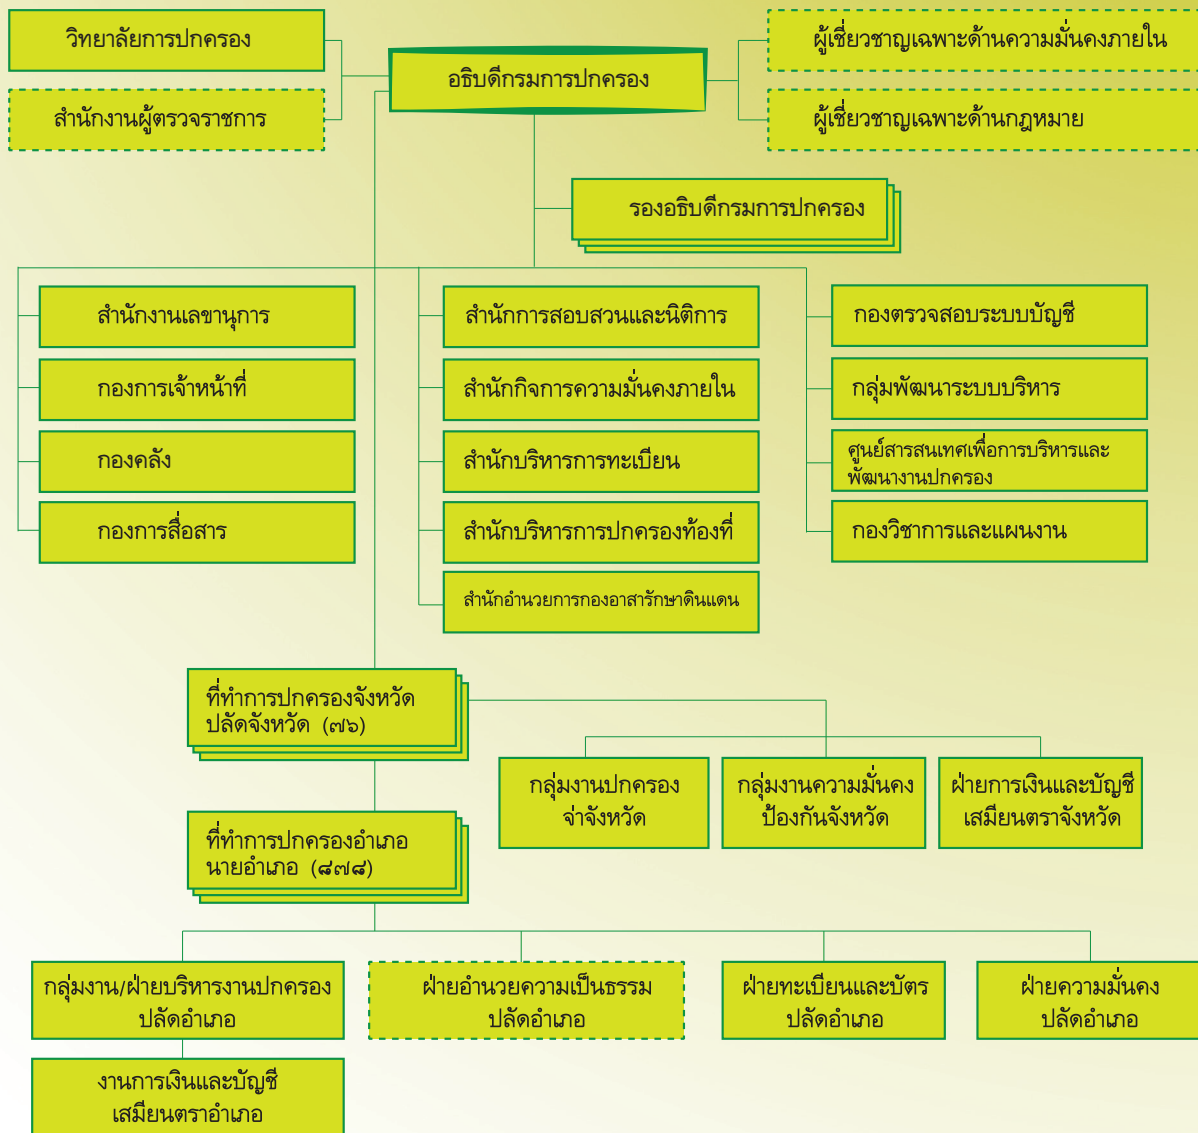 วิทยาลัยการปกครอง
สำนักงานผู้ตรวจราชการ
อธิบดีกรมการปกครอง
ผู้เชี่ยวชาญเฉพาะด้านความมั่นคงภายใน
ผู้เชี่ยวชาญเฉพาะด้านกฎหมาย
รองอธิบดีกรมการปกครอง
สำนักงานเลขานุการ
กองการเจ้าหน้าที่
กองคลัง
กองการสื่อสาร
สำนักการสอบสวนและนิติการ
สำนักกิจการความมั่นคงภายใน
สำนักบริหารการทะเบียน
สำนักบริหารการปกครองท้องที่
สำนักอำนวยการกองอาสารักษาดินแดน
กองตรวจสอบระบบบัญชี
กลุ่มพัฒนาระบบบริหาร
ศูนย์สารสนเทศเพื่อการบริหารและ
พัฒนางานปกครอง
กองวิชาการและแผนงาน
ที่ทำการปกครองจังหวัด
ปลัดจังหวัด (๗๖)
กลุ่มงานปกครอง
จ่าจังหวัด
กลุ่มงานความมั่นคง
ป้องกันจังหวัด
ฝ่ายการเงินและบัญชี
เสมียนตราจังหวัด
ที่ทำการปกครองอำเภอ
นายอำเภอ (๘๗๘)
กลุ่มงาน/ฝ่ายบริหารงานปกครอง
ปลัดอำเภอ
ฝ่ายอำนวยความเป็นธรรม
ปลัดอำเภอ
ฝ่ายทะเบียนและบัตร
ปลัดอำเภอ
ฝ่ายความมั่นคง
ปลัดอำเภอ
งานการเงินและบัญชี
เสมียนตราอำเภอ